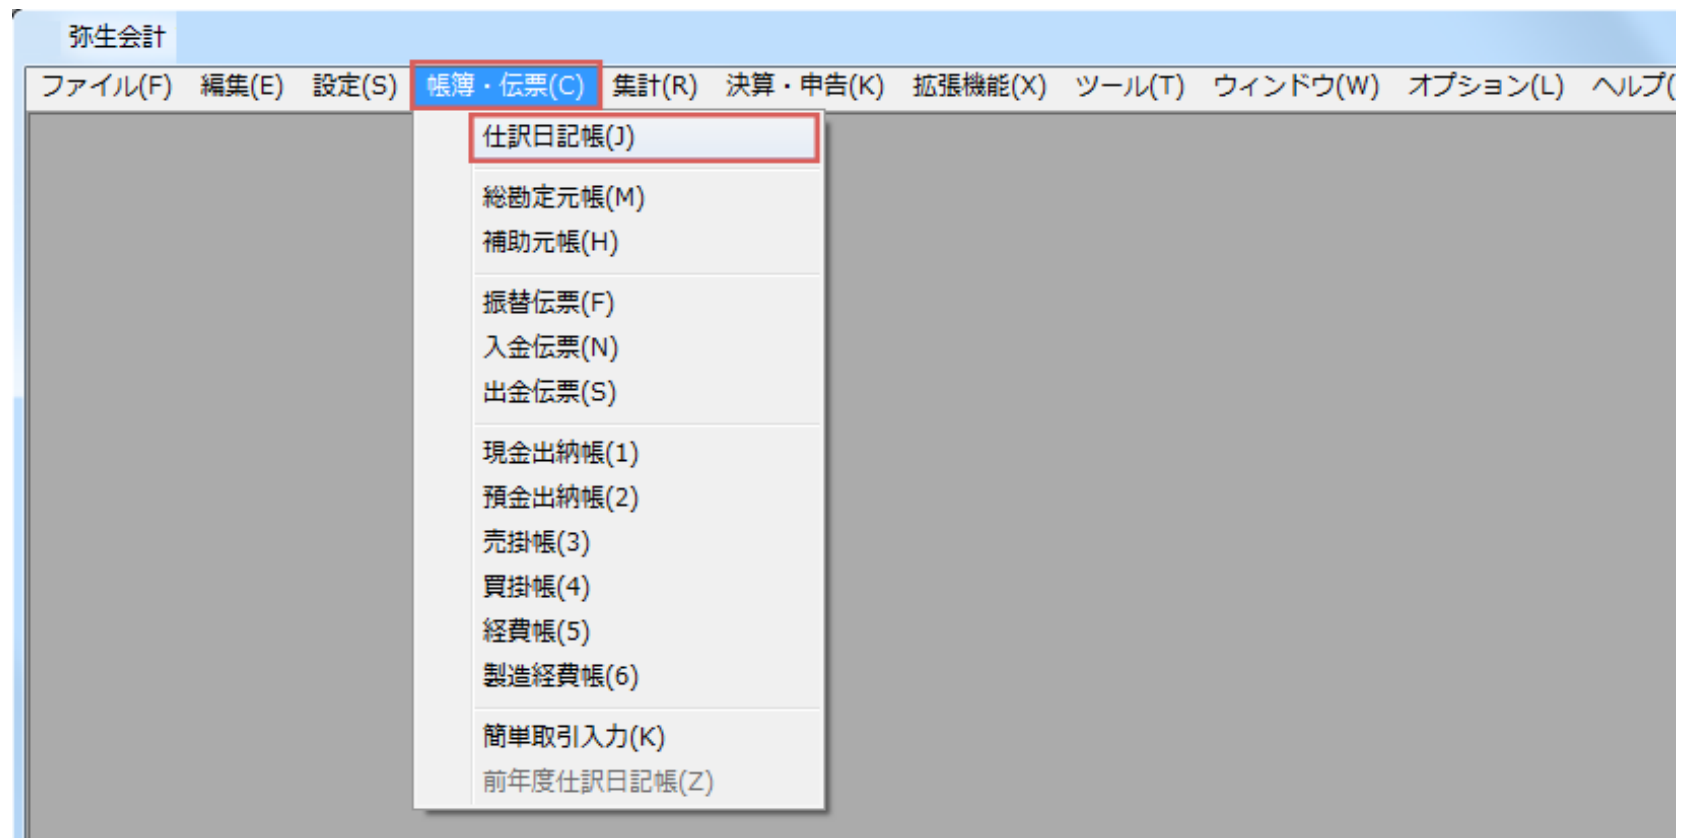 弥生会計
ファイル(F) 編集(E) 設定(S) 帳簿・伝票(C) 集計(R) 決算・申告(K) 拡張機能(X) ツール(T) ウィンドウ(W) オプション(L) ヘルプ(
仕訳日記帳(J)
総勘定元帳(M)
補助元帳(H)
振替伝票(F)
入金伝票(N)
出金伝票(S)
現金出納帳(1)
預金出納帳(2)
売掛帳(3)
買掛帳(4)
経費帳(5)
製造経費帳(6)
簡単取引入力(K)
前年度仕訳日記帳(Z)